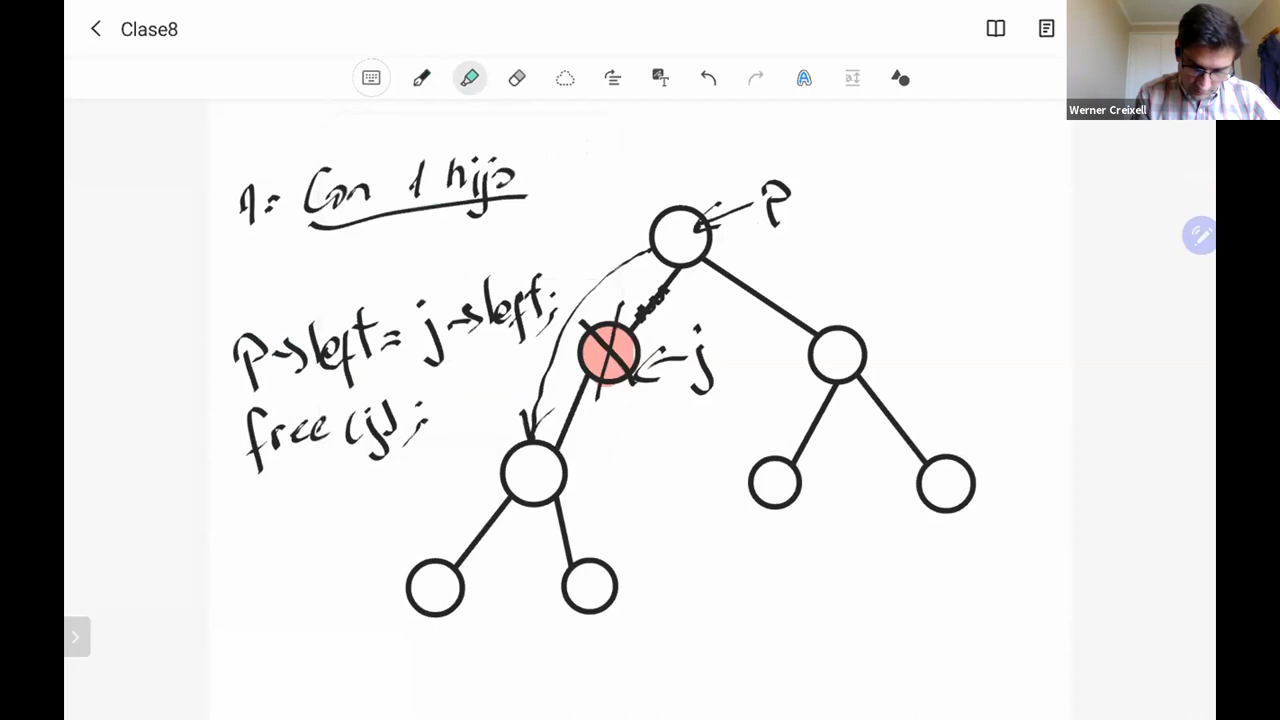 Clase8
Werner Creixell
1: Con 1 hijo
P
p→left = j→left;
j
free(j);